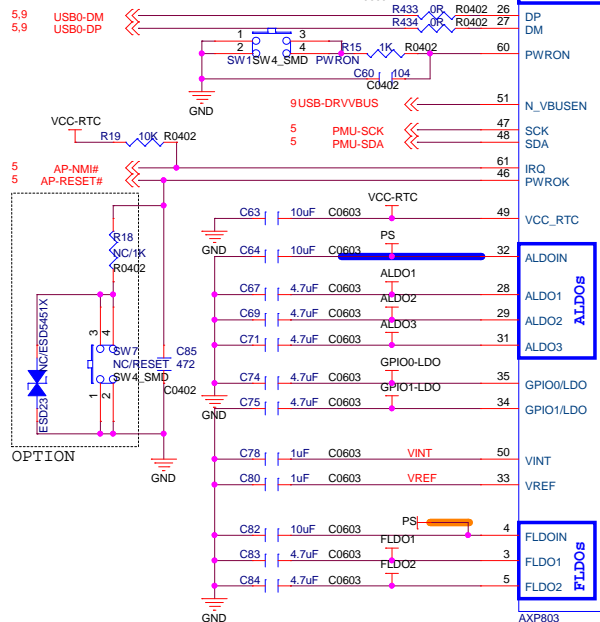 5,9 USB0-DM R433 0R R0402 26 DP
5,9 USB0-DP R434 0R R0402 27 DM
1 3
2 4 R15 1K R0402 60 PWRON
SW1 SW4_SMD PWRON
C60 104
C0402
GND
9 USB-DRVVBUS 51 N_VBUSEN
VCC-RTC
5 PMU-SCK 47 SCK
R19 10K R0402
5 PMU-SDA 48 SDA
5 AP-NMI# 61 IRQ
5 AP-RESET# 46 PWROK
VCC-RTC
C63 10uF C0603 49 VCC_RTC
GND
R18
NC/1K
R0402
PS
C64 10uF C0603 32 ALDOIN
ALDOs
ALDO1
C67 4.7uF C0603 28 ALDO1
ALDO2
C69 4.7uF C0603 29 ALDO2
ALDO3
C71 4.7uF C0603 31 ALDO3
NC/ESD5451X
ESD23
3 4
SW7
NC/RESET
SW4_SMD
1 2
C85
472
C0402
GPIO0-LDO
C74 4.7uF C0603 35 GPIO0/LDO
GND
GPIO1-LDO
C75 4.7uF C0603 34 GPIO1/LDO
OPTION
GND
C78 1uF C0603 VINT 50 VINT
C80 1uF C0603 VREF 33 VREF
PS
C82 10uF C0603 4 FLDOIN
FLDOs
FLDO1
C83 4.7uF C0603 3 FLDO1
FLDO2
C84 4.7uF C0603 5 FLDO2
GND
AXP803